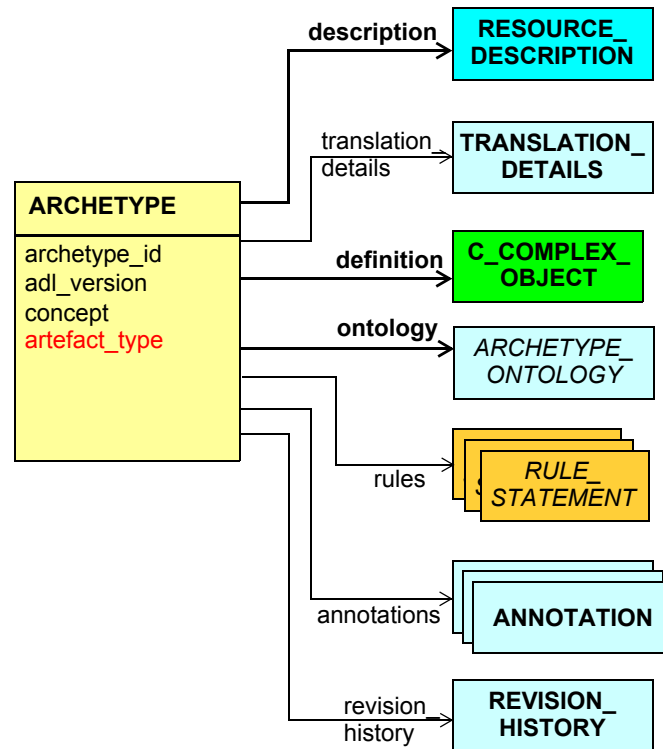 description
RESOURCE_
DESCRIPTION
translation_
details
TRANSLATION_
DETAILS
ARCHETYPE
archetype_id
adl_version
concept
artefact_type
definition
C_COMPLEX_
OBJECT
ontology
ARCHETYPE_
ONTOLOGY
rules
RULE_
STATEMENT
annotations
ANNOTATION
revision_
history
REVISION_
HISTORY